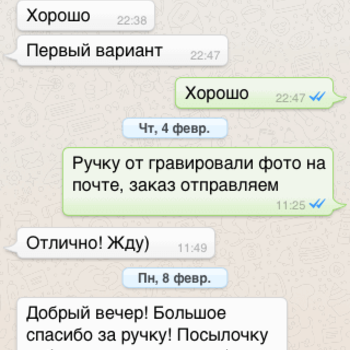 Хорошо
22:38
Первый вариант
22:47
Хорошо
22:47
Чт, 4 февр.
Ручку от гравировали фото на
почте, заказ отправляем
11:25
Отлично! Жду)
11:49
Пн, 8 февр.
Добрый вечер! Большое
спасибо за ручку! Посылочку